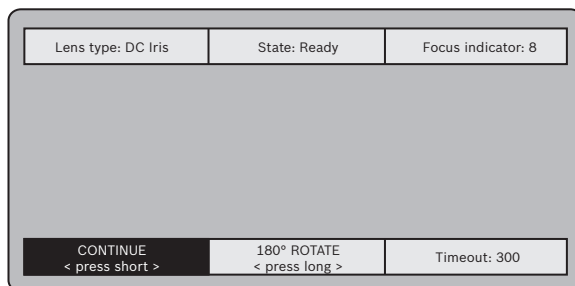 Lens type: DC Iris
State: Ready
Focus indicator: 8
CONTINUE
< press short >
180° ROTATE
< press long >
Timeout: 300